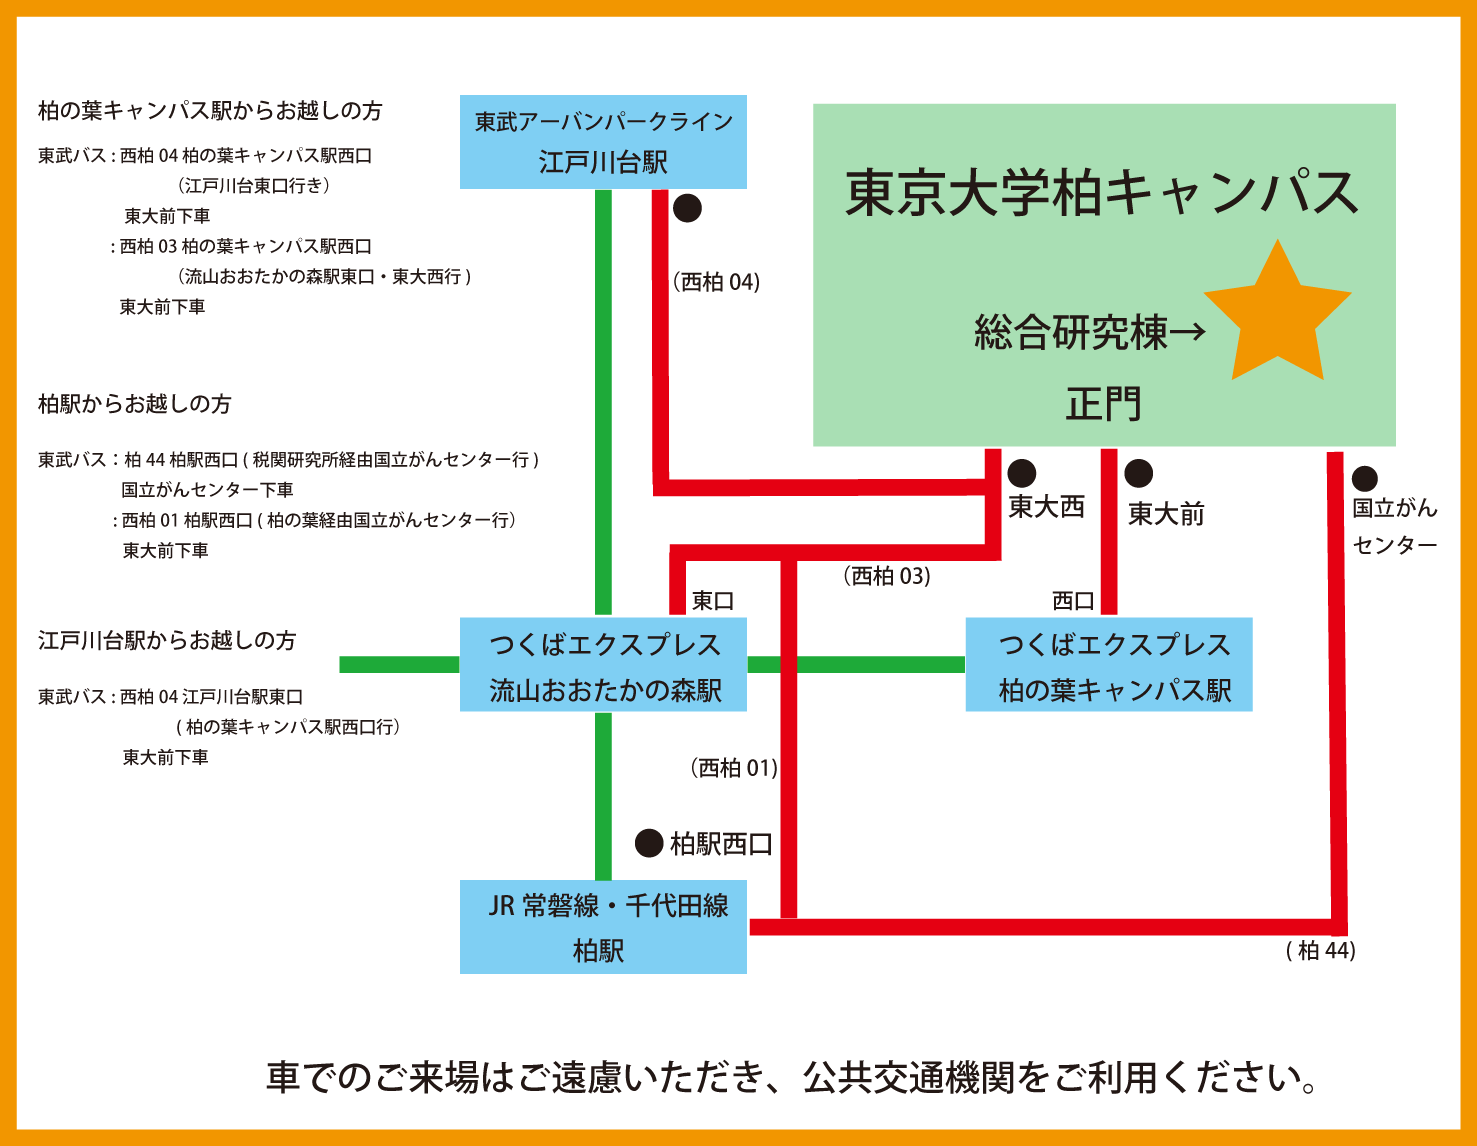 柏の葉キャンパス駅からお越しの方
東武バス : 西柏 04 柏の葉キャンパス駅西口
（江戸川台東口行き）
東大前下車
: 西柏 03 柏の葉キャンパス駅西口
（流山おおたかの森駅東口・東大西行 )
東大前下車
柏駅からお越しの方
東武バス：柏 44 柏駅西口 ( 税関研究所経由国立がんセンター行 )
国立がんセンター下車
: 西柏 01 柏駅西口 ( 柏の葉経由国立がんセンター行）
東大前下車
江戸川台駅からお越しの方
東武バス : 西柏 04 江戸川台駅東口
( 柏の葉キャンパス駅西口行）
東大前下車
東武アーバンパークライン
江戸川台駅
（西柏 04)
東京大学柏キャンパス
総合研究棟→
正門
東大西
東大前
国立がん
センター
（西柏 03)
東口
西口
つくばエクスプレス
流山おおたかの森駅
つくばエクスプレス
柏の葉キャンパス駅
（西柏 01)
柏駅西口
JR 常磐線・千代田線
柏駅
( 柏 44)
車でのご来場はご遠慮いただき、公共交通機関をご利用ください。